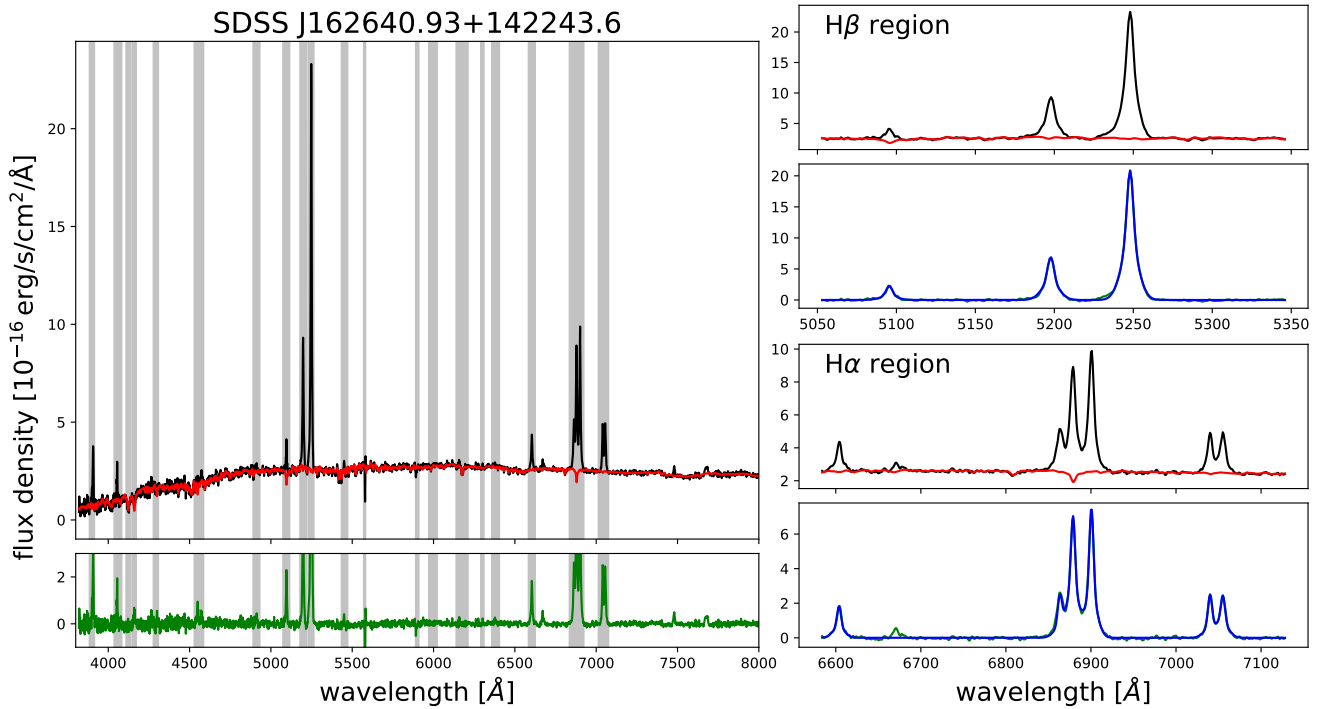 SDSS J162640.93+142243.6
flux density [10⁻¹⁶ erg/s/cm²/Å]
20
15
10
5
0
2
0
4000 4500 5000 5500 6000 6500 7000 7500 8000
wavelength [Å]
Hβ region
20
15
10
5
20
15
10
5
0
5050 5100 5150 5200 5250 5300 5350
Hα region
10
8
6
4
2
6
4
2
0
6600 6700 6800 6900 7000 7100
wavelength [Å]